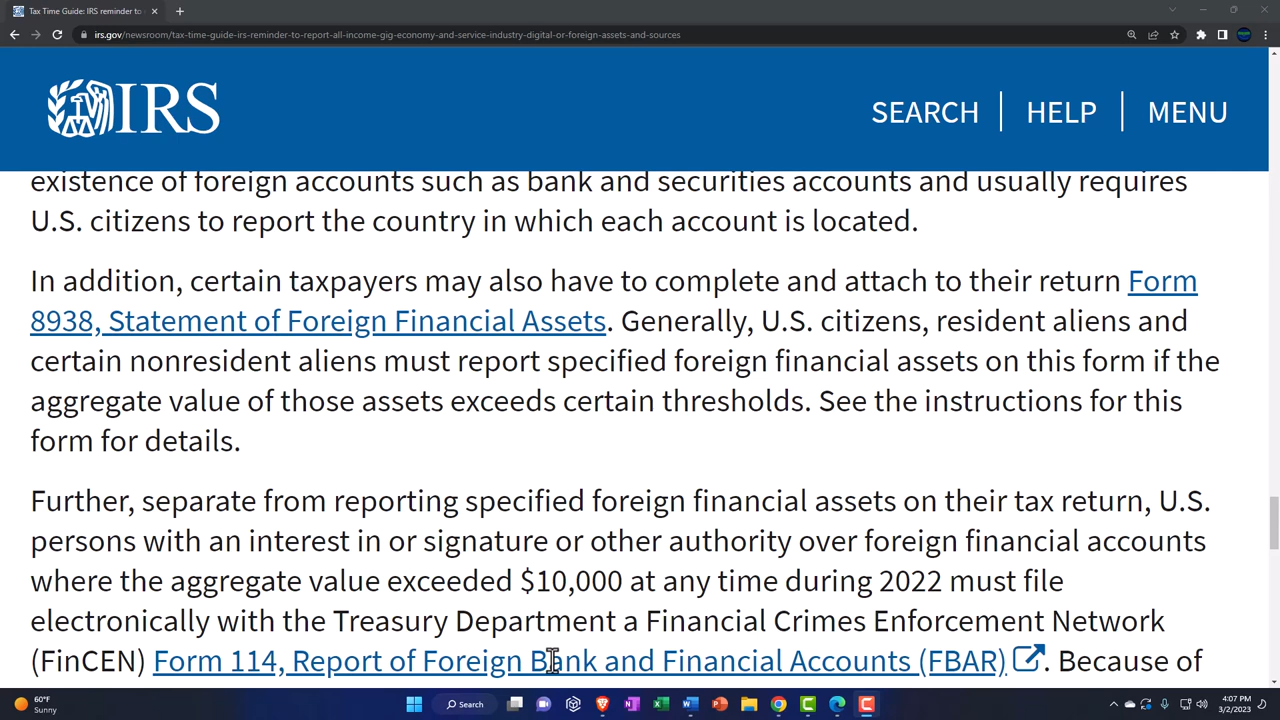 Tax Time Guide: IRS reminder to
irs.gov/newsroom/tax-time-guide-irs-reminder-to-report-all-income-gig-economy-and-service-industry-digital-or-foreign-assets-and-sources
IRS
SEARCH HELP MENU
existence of foreign accounts such as bank and securities accounts and usually requires
U.S. citizens to report the country in which each account is located.
In addition, certain taxpayers may also have to complete and attach to their return Form
8938, Statement of Foreign Financial Assets. Generally, U.S. citizens, resident aliens and
certain nonresident aliens must report specified foreign financial assets on this form if the
aggregate value of those assets exceeds certain thresholds. See the instructions for this
form for details.
Further, separate from reporting specified foreign financial assets on their tax return, U.S.
persons with an interest in or signature or other authority over foreign financial accounts
where the aggregate value exceeded $10,000 at any time during 2022 must file
electronically with the Treasury Department a Financial Crimes Enforcement Network
(FinCEN) Form 114, Report of Foreign Bank and Financial Accounts (FBAR). Because of
60°F
Sunny
Search
4:07 PM
3/2/2023